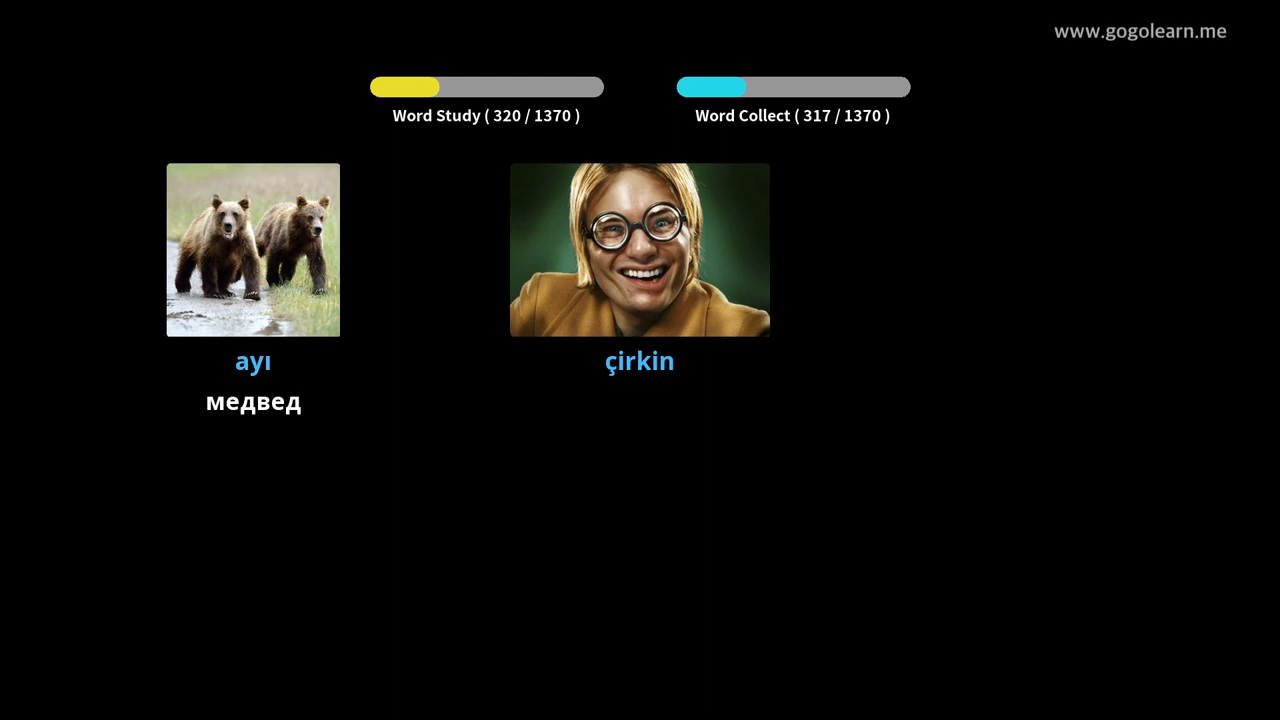 www.gogolearn.me
Word Study ( 320 / 1370 )
Word Collect ( 317 / 1370 )
ayı
çirkin
медвед